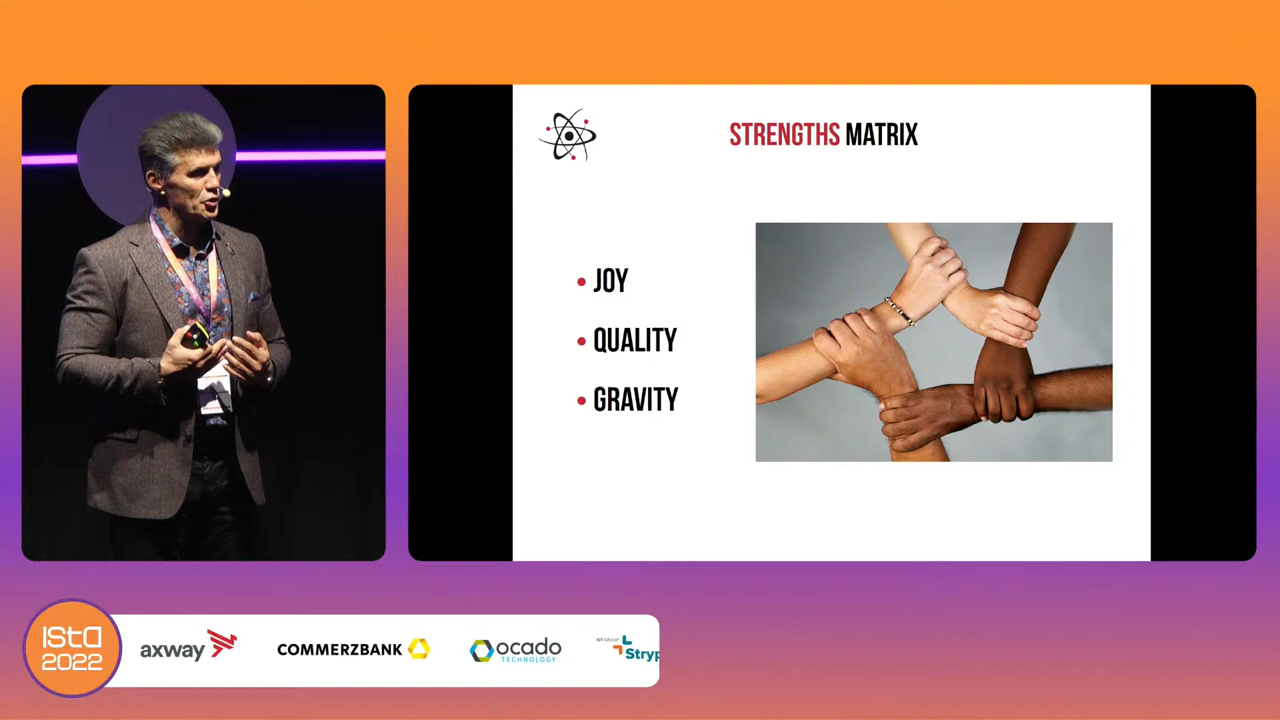 STRENGTHS MATRIX
• JOY
• QUALITY
• GRAVITY
ISTA
2022
axway
COMMERZBANK
ocado
TECHNOLOGY
Stryp